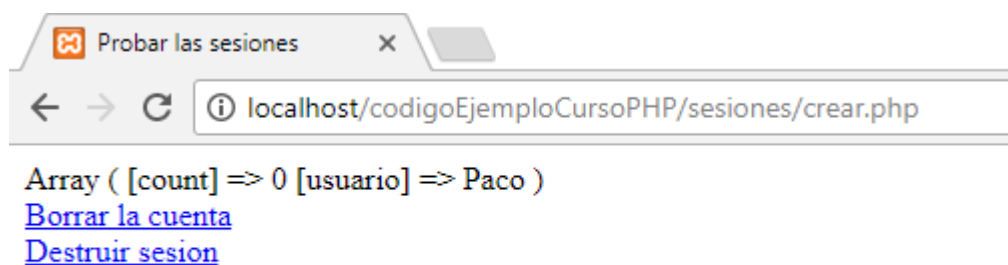 Probar las sesiones
localhost/codigoEjemploCursoPHP/sesiones/crear.php
Array ( [count] => 0 [usuario] => Paco )
Borrar la cuenta
Destruir sesion